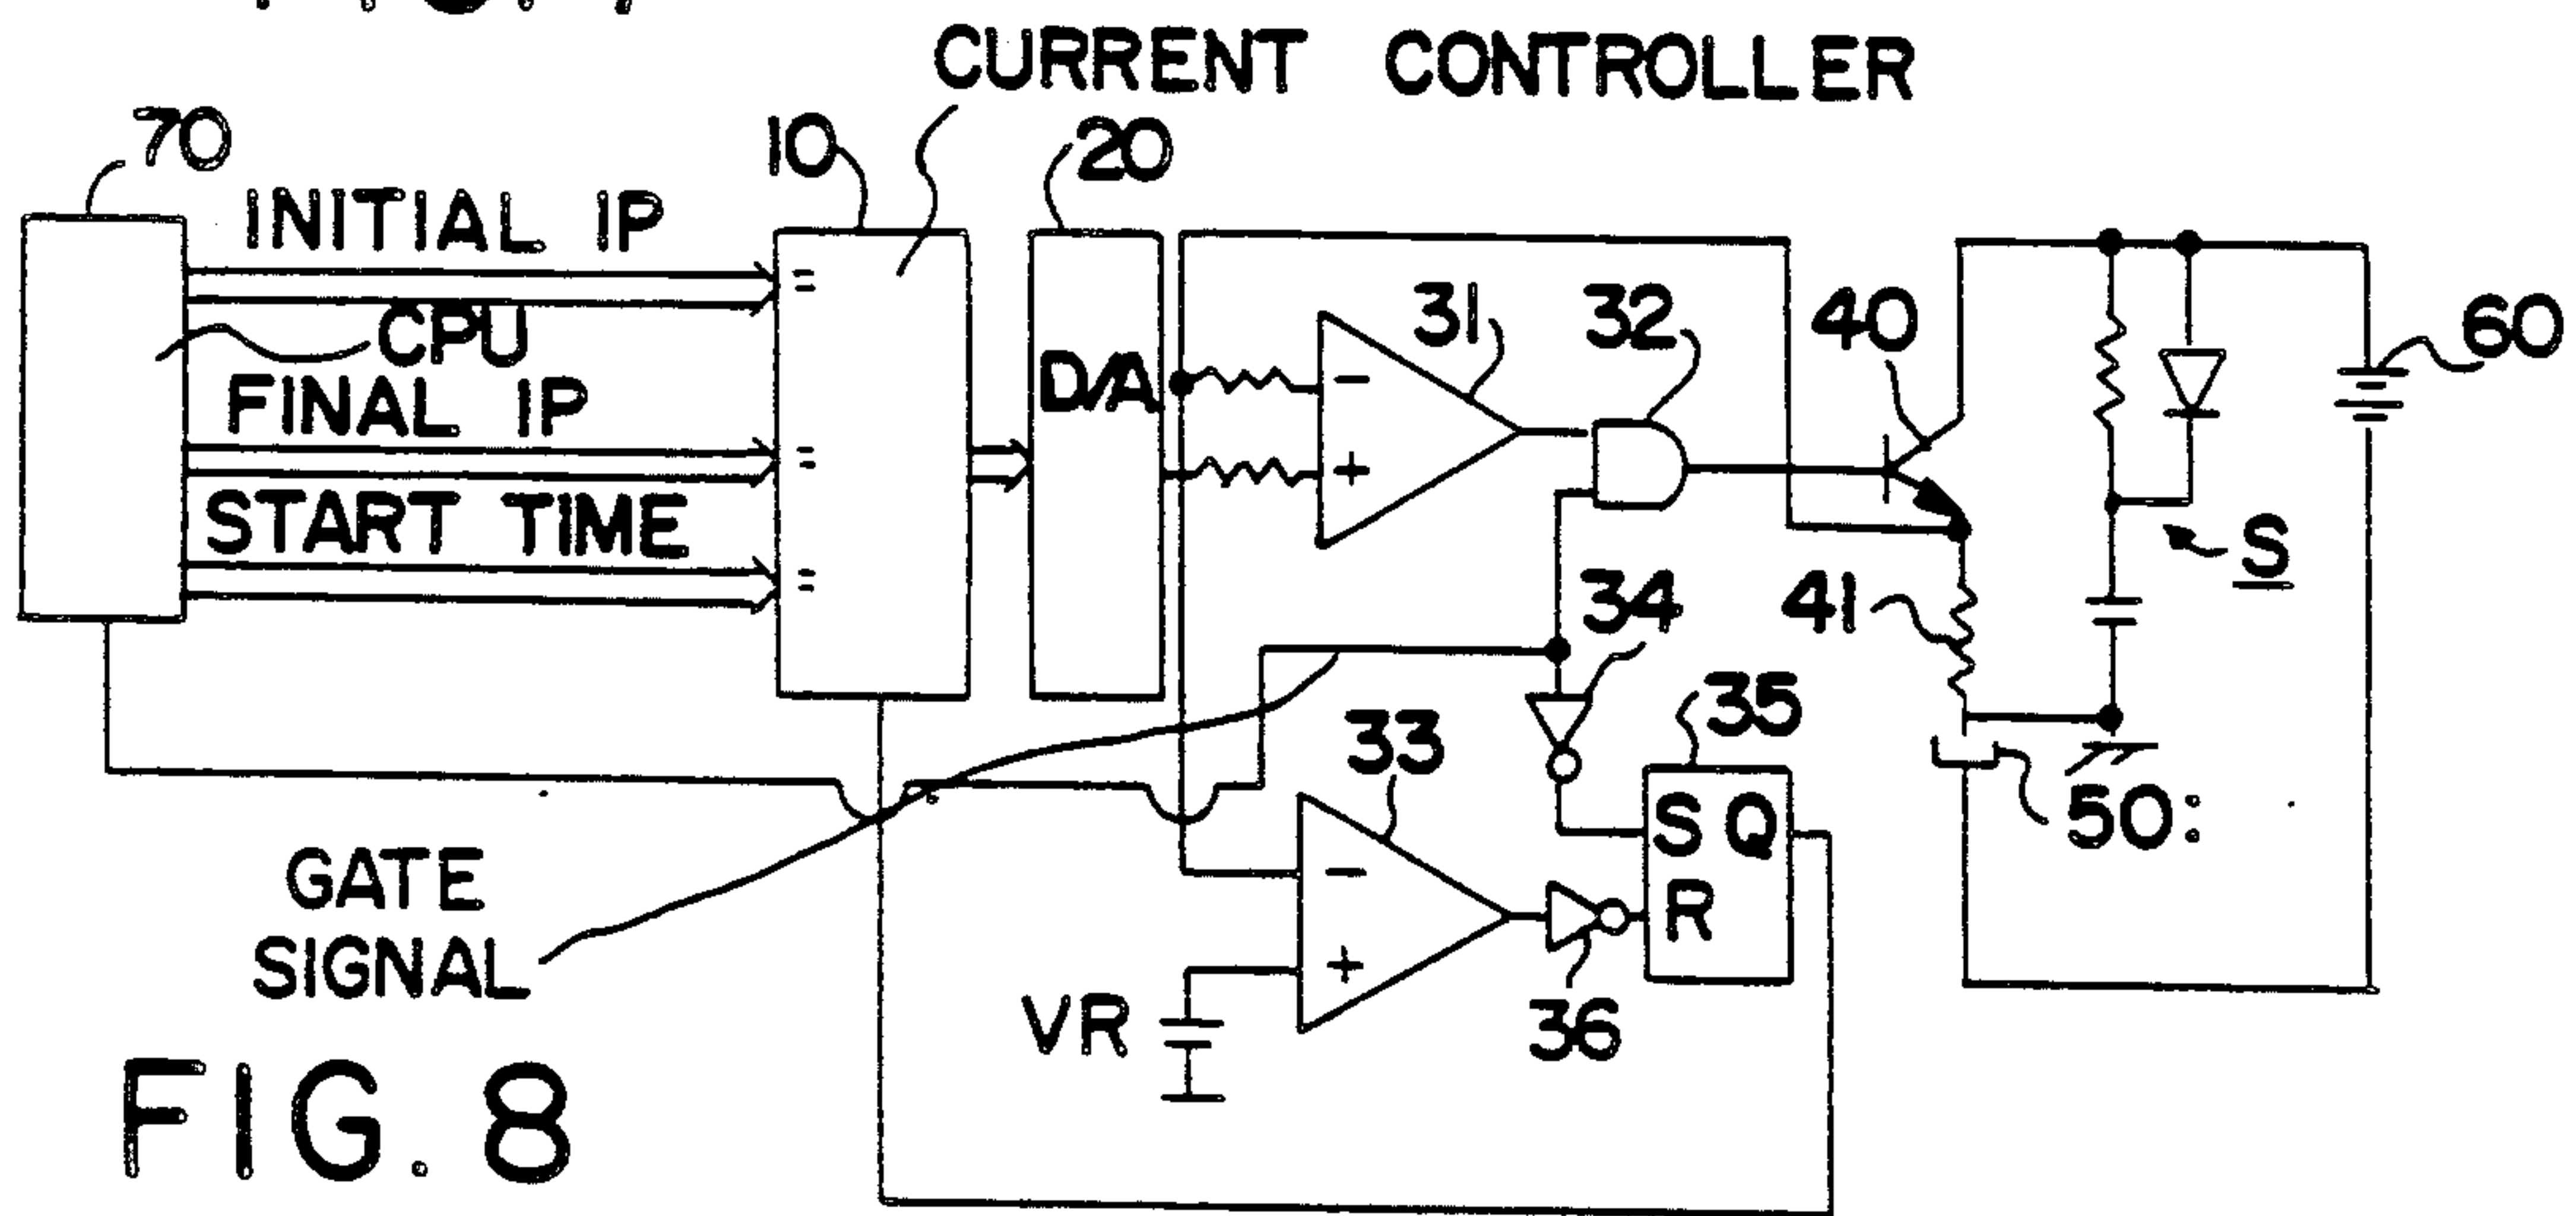 CURRENT CONTROLLER
70
10
20
INITIAL IP
CPU
FINAL IP
START TIME
D/A
31
32
40
60
-
+
S
34
41
35
33
50:
S Q
R
-
+
GATE
SIGNAL
VR
36
FIG. 8